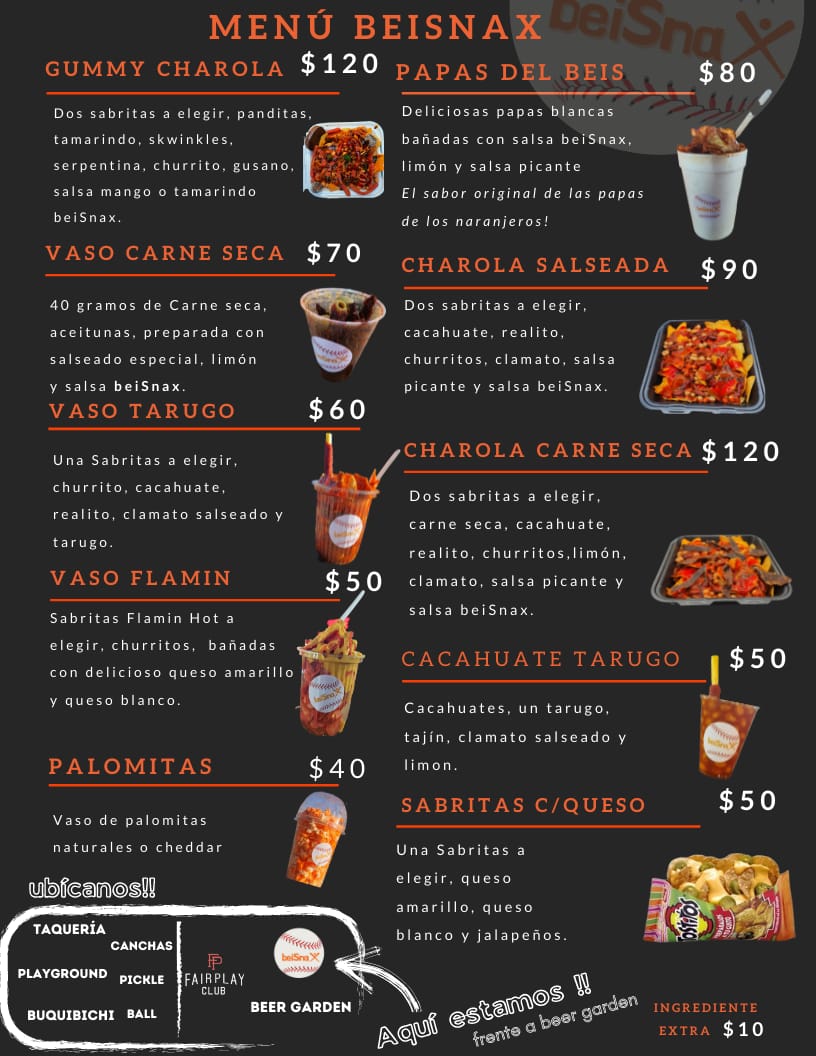 MENÚ BEISNAX
beiSnaX
GUMMY CHAROLA $120
Dos sabritas a elegir, panditas,
tamarindo, skwinkles,
serpentina, churrito, gusano,
salsa mango o tamarindo
beiSnax.
VASO CARNE SECA $70
40 gramos de Carne seca,
aceitunas, preparada con
salseado especial, limón
y salsa beiSnax.
VASO TARUGO $60
Una Sabritas a elegir,
churrito, cacahuate,
realito, clamato salseado y
tarugo.
VASO FLAMIN $50
Sabritas Flamin Hot a
elegir, churritos, bañadas
con delicioso queso amarillo
y queso blanco.
PALOMITAS $40
Vaso de palomitas
naturales o cheddar
PAPAS DEL BEIS $80
Deliciosas papas blancas
bañadas con salsa beiSnax,
limón y salsa picante
El sabor original de las papas
de los naranjeros!
CHAROLA SALSEADA $90
Dos sabritas a elegir,
cacahuate, realito,
churritos, clamato, salsa
picante y salsa beiSnax.
CHAROLA CARNE SECA $120
Dos sabritas a elegir,
carne seca, cacahuate,
realito, churritos,limón,
clamato, salsa picante y
salsa beiSnax.
CACAHUATE TARUGO $50
Cacahuates, un tarugo,
tajín, clamato salseado y
limon.
SABRITAS C/QUESO $50
Una Sabritas a
elegir, queso
amarillo, queso
blanco y jalapeños.
Tostitos
ubícanos!!
TAQUERÍA
CANCHAS
PLAYGROUND
PICKLE
BUQUIBICHI
BALL
FAIRPLAY
CLUB
beiSnaX
BEER GARDEN
Aquí estamos !!
frente a beer garden
INGREDIENTE
EXTRA $10